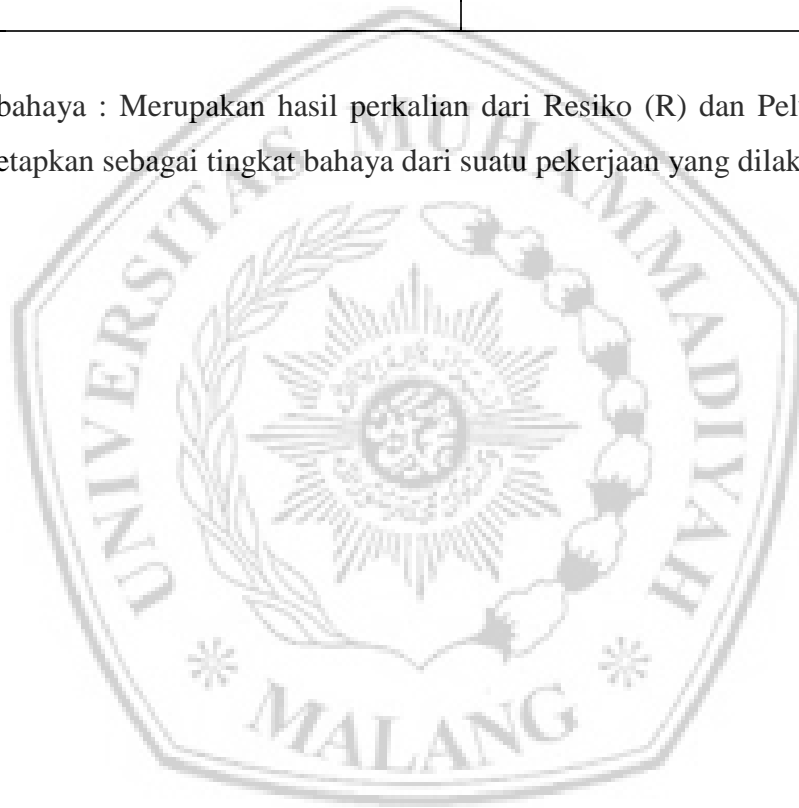 bahaya : Merupakan hasil perkalian dari Resiko (R) dan Pel
etapkan sebagai tingkat bahaya dari suatu pekerjaan yang dilak
UNIVERSITAS MUHAMMADIYAH
MALANG